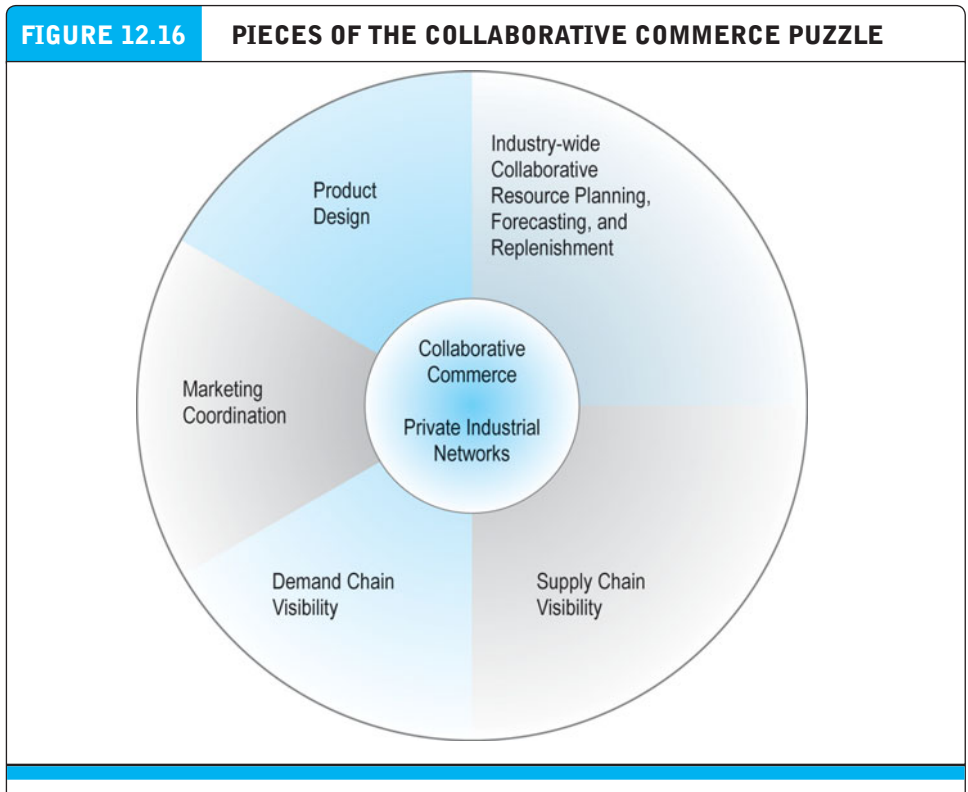 FIGURE 12.16 PIECES OF THE COLLABORATIVE COMMERCE PUZZLE
Product
Design
Industry-wide
Collaborative
Resource Planning,
Forecasting, and
Replenishment
Collaborative
Commerce
Private Industrial
Networks
Marketing
Coordination
Demand Chain
Visibility
Supply Chain
Visibility